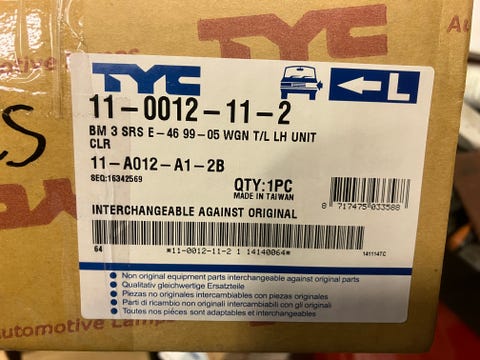 TYC
L
11-0012-11-2
BM 3 SRS E-46 99-05 WGN T/L LH UNIT
CLR
11-A012-A1-2B
SEQ:16342569
QTY:1PC
MADE IN TAIWAN
8 717475 033588
INTERCHANGEABLE AGAINST ORIGINAL
64
*11-0012-11-2 1 14140864*
141114TC
Non original equipment parts interchangeable against original parts
Qualitativ gleichwertige Ersatzteile
Piezas no originales intercambiables con piezas originales
Parti di ricambio non originali intercambiabili con gli originali
Toutes nos piéces sont adaptables et interchangeables
Automotive Lamps